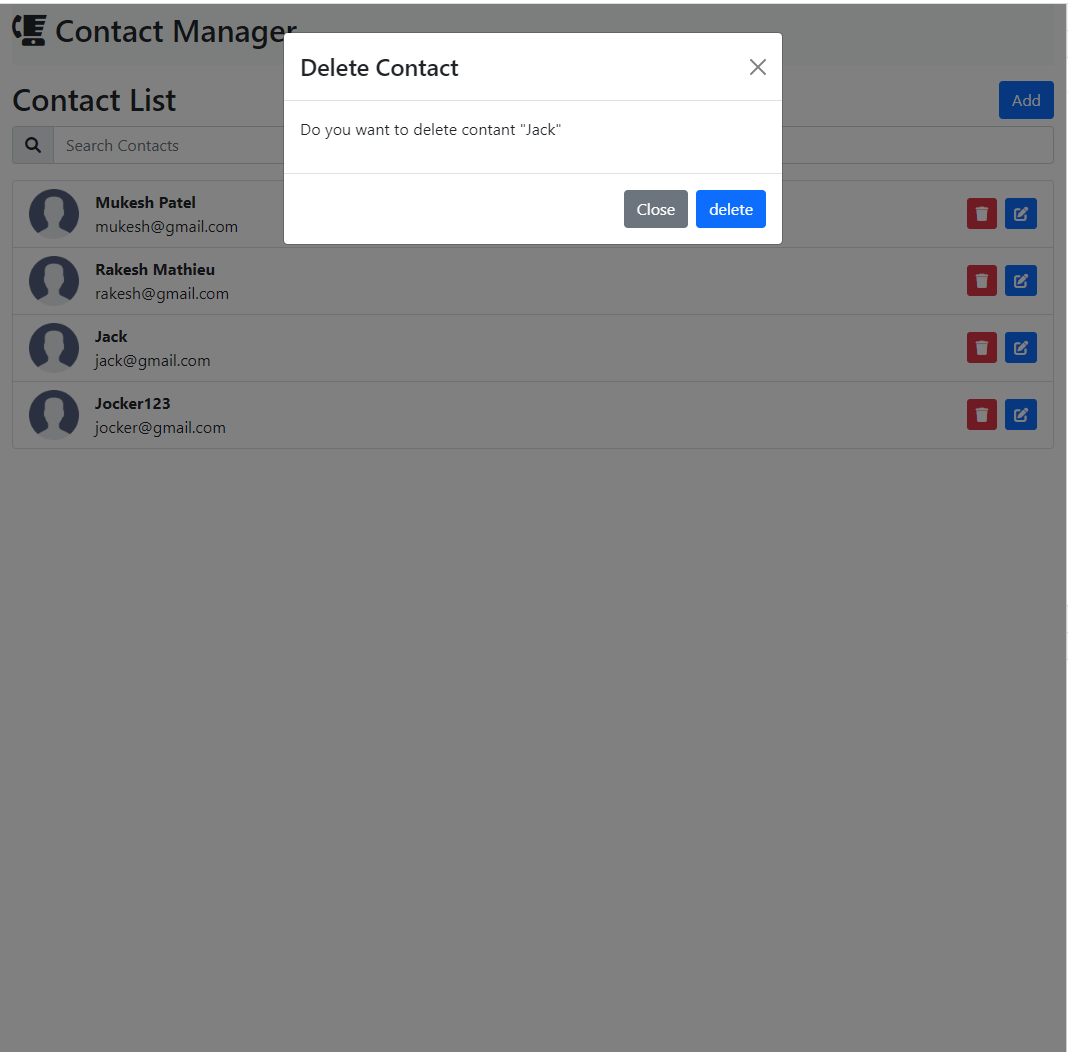 Contact Manager
Delete Contact
Contact List
Add
Do you want to delete contant "Jack"
Search Contacts
Close
delete
Mukesh Patel
mukesh@gmail.com
Rakesh Mathieu
rakesh@gmail.com
Jack
jack@gmail.com
Jocker123
jocker@gmail.com